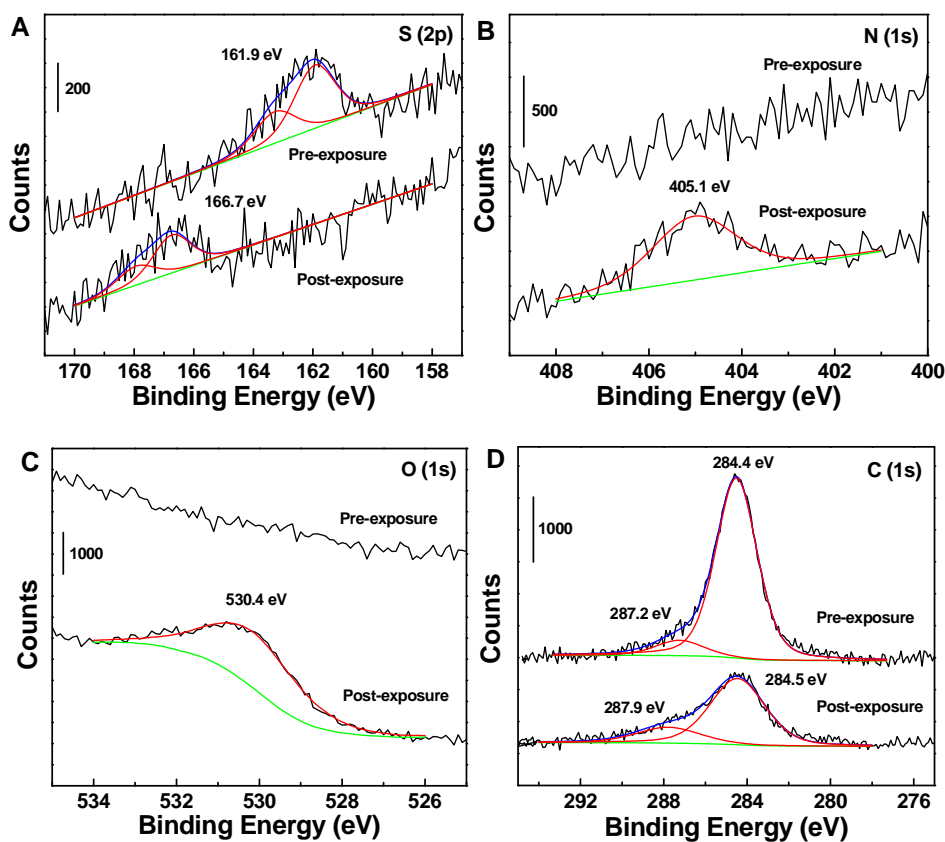 A
S (2p)
161.9 eV
200
Pre-exposure
166.7 eV
Post-exposure
Counts
170 168 166 164 162 160 158
Binding Energy (eV)
B
N (1s)
Pre-exposure
500
405.1 eV
Post-exposure
Counts
408 406 404 402 400
Binding Energy (eV)
C
O (1s)
Pre-exposure
1000
530.4 eV
Post-exposure
Counts
534 532 530 528 526
Binding Energy (eV)
D
284.4 eV
C (1s)
1000
287.2 eV
Pre-exposure
284.5 eV
287.9 eV
Post-exposure
Counts
292 288 284 280 276
Binding Energy (eV)